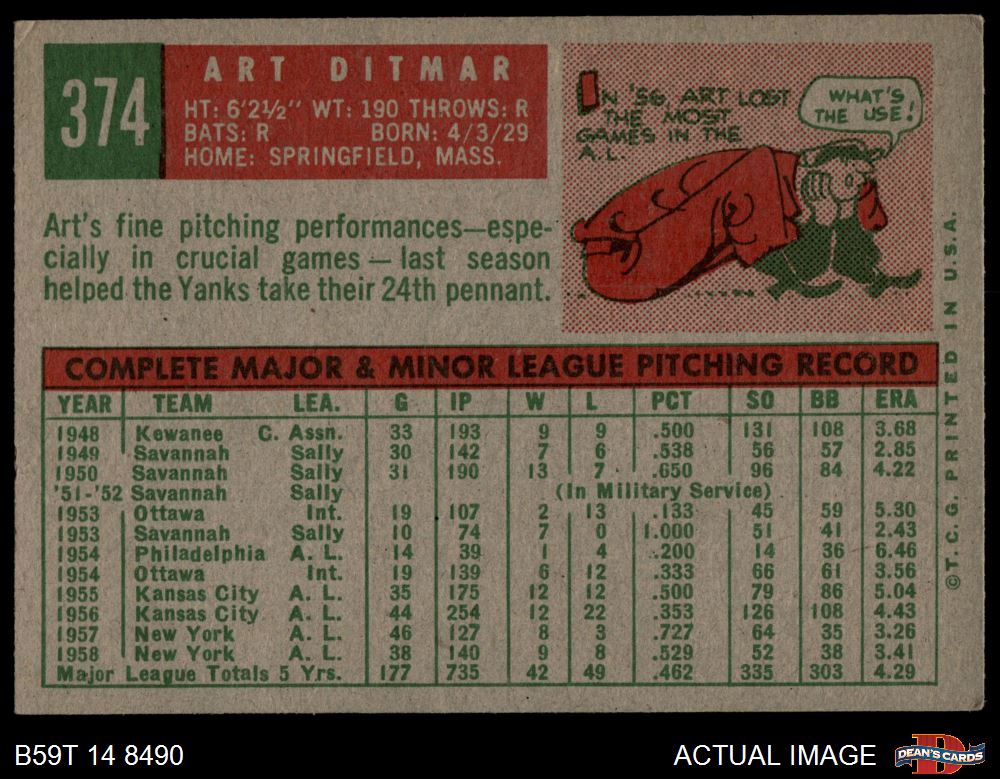 374
ART DITMAR
HT: 6'2½" WT: 190 THROWS: R
BATS: R BORN: 4/3/29
HOME: SPRINGFIELD, MASS.
IN '56, ART LOST
THE MOST
GAMES IN THE
A.L.
WHAT'S
THE USE!
Art's fine pitching performances—espe-
cially in crucial games — last season
helped the Yanks take their 24th pennant.
COMPLETE MAJOR & MINOR LEAGUE PITCHING RECORD
YEAR TEAM LEA. G IP W L PCT SO BB ERA
1948 Kewanee C. Assn. 33 193 9 9 .500 131 108 3.68
1949 Savannah Sally 30 142 7 6 .538 56 57 2.85
1950 Savannah Sally 31 190 13 7 .650 96 84 4.22
'51-'52 Savannah Sally (In Military Service)
1953 Ottawa Int. 19 107 2 13 .133 45 59 5.30
1953 Savannah Sally 10 74 7 0 1.000 51 41 2.43
1954 Philadelphia A. L. 14 39 1 4 .200 14 36 6.46
1954 Ottawa Int. 19 139 6 12 .333 66 61 3.56
1955 Kansas City A. L. 35 175 12 12 .500 79 86 5.04
1956 Kansas City A. L. 44 254 12 22 .353 126 108 4.43
1957 New York A. L. 46 127 8 3 .727 64 35 3.26
1958 New York A. L. 38 140 9 8 .529 52 38 3.41
Major League Totals 5 Yrs. 177 735 42 49 .462 335 303 4.29
©T.C.G. PRINTED IN U.S.A.
B59T 14 8490
ACTUAL IMAGE
DEAN'S CARDS